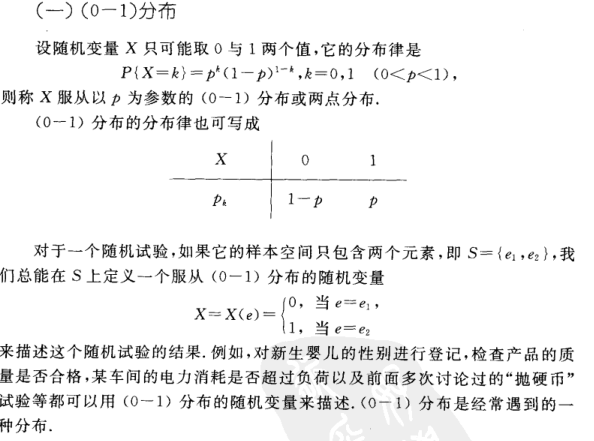 (一)(0—1)分布
设随机变量 X 只可能取 0 与 1 两个值,它的分布律是
P{X=k}=pᵏ(1-p)¹⁻ᵏ,k=0,1 (0<p<1),
则称 X 服从以 p 为参数的(0—1)分布或两点分布.
(0—1)分布的分布律也可写成
X 0 1
pₖ 1-p p
对于一个随机试验,如果它的样本空间只包含两个元素,即 S={e₁,e₂},我
们总能在 S 上定义一个服从(0—1)分布的随机变量
X=X(e)={0, 当 e=e₁,
1, 当 e=e₂
来描述这个随机试验的结果.例如,对新生婴儿的性别进行登记,检查产品的质
量是否合格,某车间的电力消耗是否超过负荷以及前面多次讨论过的“抛硬币”
试验等都可以用(0—1)分布的随机变量来描述.(0—1)分布是经常遇到的一
种分布.